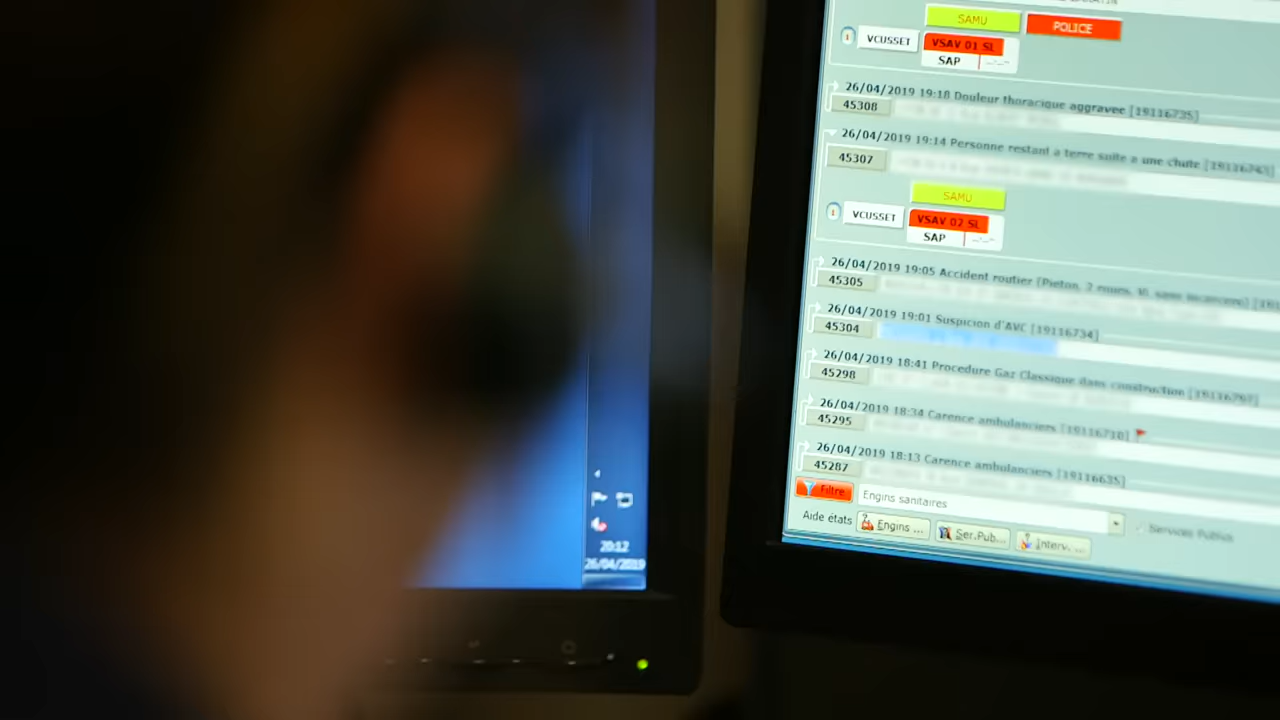 SAMU
POLICE
VCUSSET
VSAV 01 SL
SAP
26/04/2019 19:18 Douleur thoracique aggravee [19116735]
45308
26/04/2019 19:14 Personne restant a terre suite a une chute
45307
SAMU
VCUSSET
VSAV 02 SL
SAP
26/04/2019 19:05 Accident routier (Pieton, 2 roues, VL sans incarcere)
45305
26/04/2019 19:01 Suspicion d'AVC [19116734]
45304
26/04/2019 18:41 Procedure Gaz Classique dans construction
45298
26/04/2019 18:34 Carence ambulanciers [19116710]
45295
26/04/2019 18:13 Carence ambulanciers [19116635]
45287
Filtre
Engins sanitaires
Aide états
Engins ...
Ser.Pub...
Interv. ...
Services Publics
20:12
26/04/2019